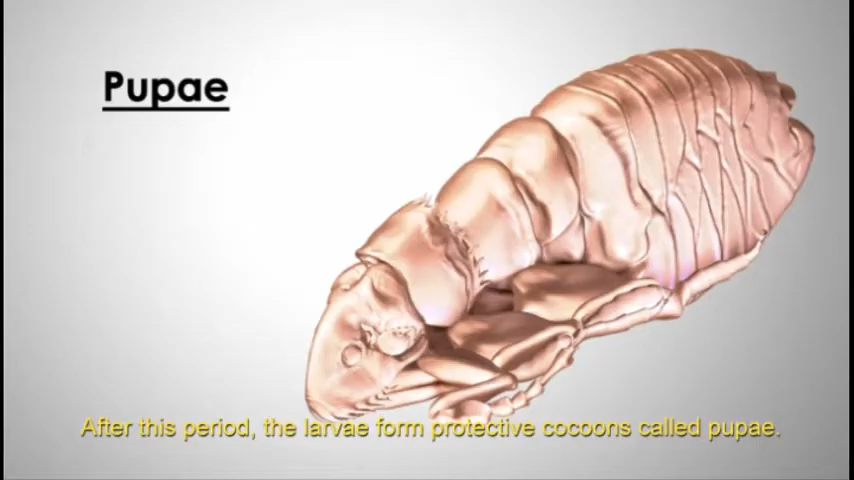 Pupae
After this period, the larvae form protective cocoons called pupae.